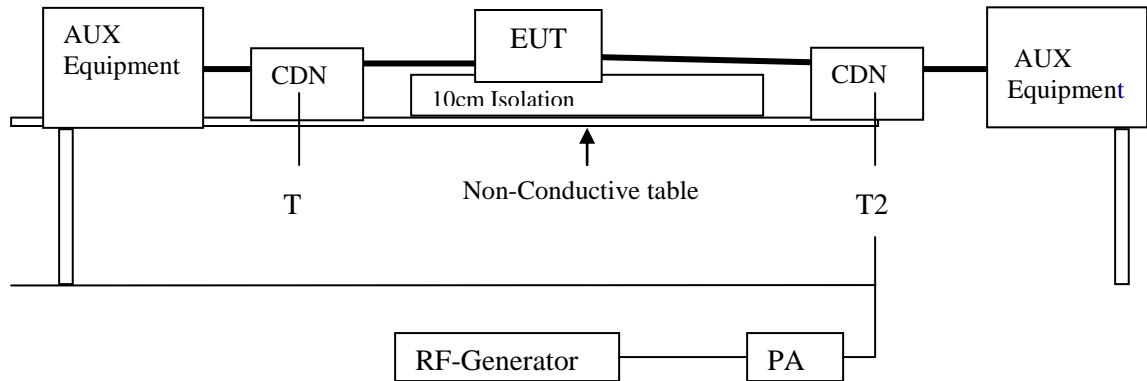 AUX
Equipment
CDN
EUT
10cm Isolation
CDN
AUX
Equipment
Non-Conductive table
T
T2
RF-Generator
PA